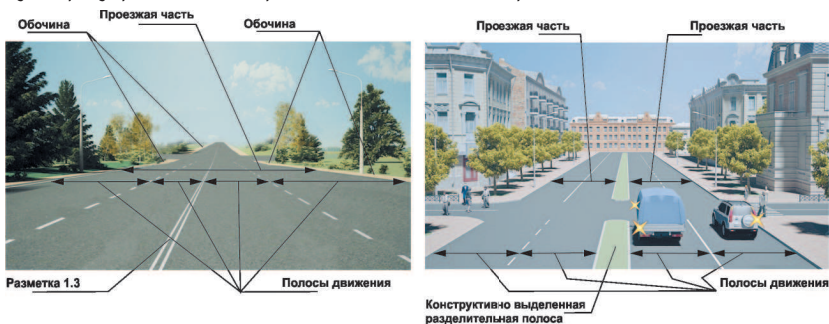 Обочина
Проезжая часть
Обочина
Разметка 1.3
Полосы движения
Проезжая часть
Проезжая часть
Полосы движения
Конструктивно выделенная
разделительная полоса